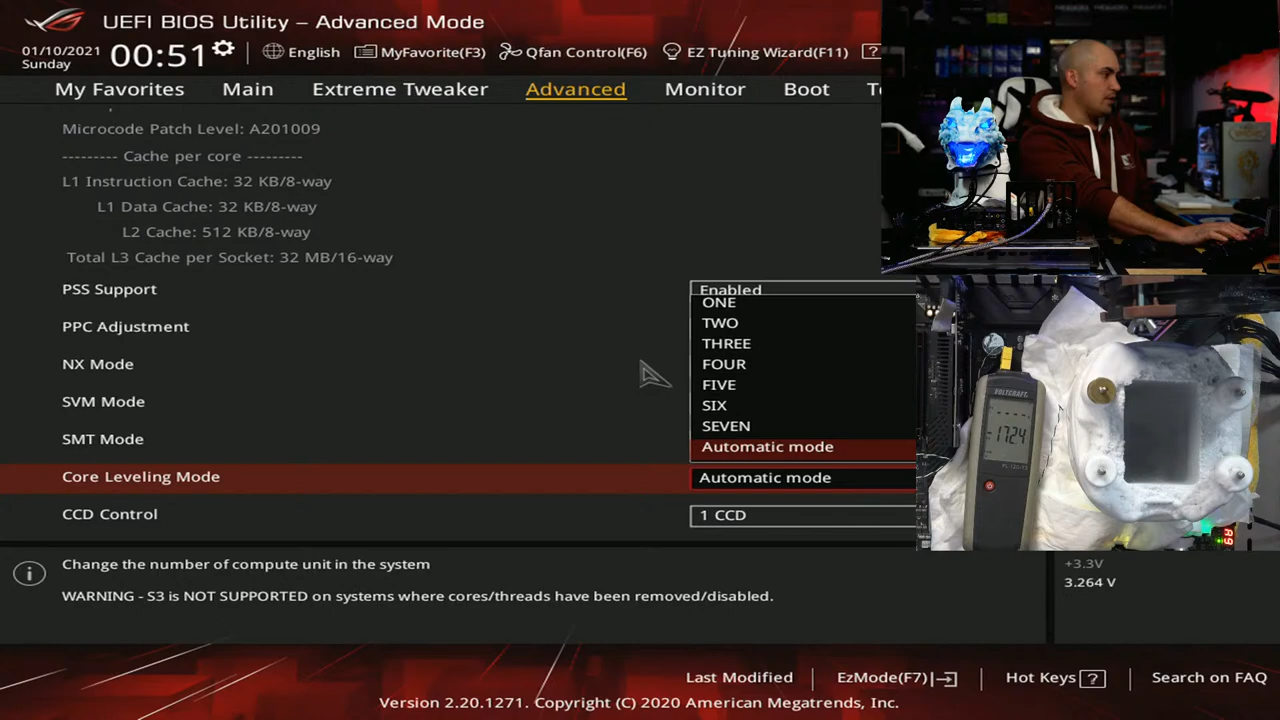 UEFI BIOS Utility – Advanced Mode
01/10/2021
Sunday
00:51
English
MyFavorite(F3)
Qfan Control(F6)
EZ Tuning Wizard(F11)
?
My Favorites
Main
Extreme Tweaker
Advanced
Monitor
Boot
Microcode Patch Level: A201009
--------- Cache per core ---------
L1 Instruction Cache: 32 KB/8-way
L1 Data Cache: 32 KB/8-way
L2 Cache: 512 KB/8-way
Total L3 Cache per Socket: 32 MB/16-way
PSS Support
Enabled
ONE
PPC Adjustment
TWO
THREE
NX Mode
FOUR
FIVE
SVM Mode
SIX
SEVEN
SMT Mode
Automatic mode
Core Leveling Mode
Automatic mode
CCD Control
1 CCD
Change the number of compute unit in the system
WARNING - S3 is NOT SUPPORTED on systems where cores/threads have been removed/disabled.
+3.3V
3.264 V
VOLTCRAFT
-172.4
A9
Last Modified
EzMode(F7)
Hot Keys ?
Search on FAQ
Version 2.20.1271. Copyright (C) 2020 American Megatrends, Inc.